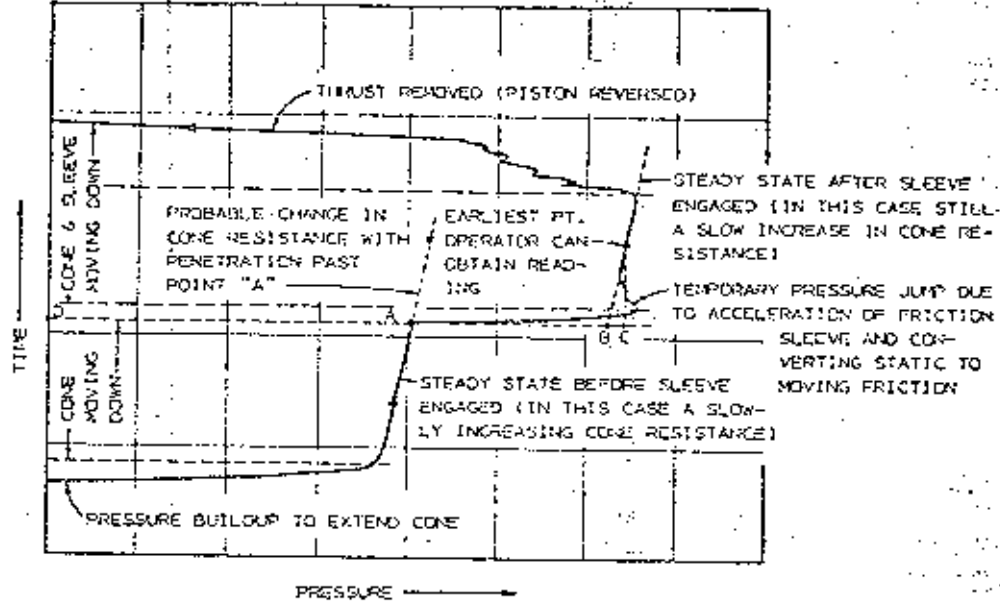 THRUST REMOVED (PISTON REVERSED)
CONE & SLEEVE
MOVING DOWN
PROBABLE CHANGE IN
CONE RESISTANCE WITH
PENETRATION PAST
POINT "A"
EARLIEST PT.
OPERATOR CAN
OBTAIN READ-
ING
STEADY STATE AFTER SLEEVE
ENGAGED (IN THIS CASE STILL
A SLOW INCREASE IN CONE RE-
SISTANCE)
TEMPORARY PRESSURE JUMP DUE
TO ACCELERATION OF FRICTION
SLEEVE AND CON-
VERTING STATIC TO
MOVING FRICTION
B C
A
TIME
CONE
MOVING
DOWN
STEADY STATE BEFORE SLEEVE
ENGAGED (IN THIS CASE A SLOW-
LY INCREASING CONE RESISTANCE)
PRESSURE BUILDUP TO EXTEND CONE
PRESSURE